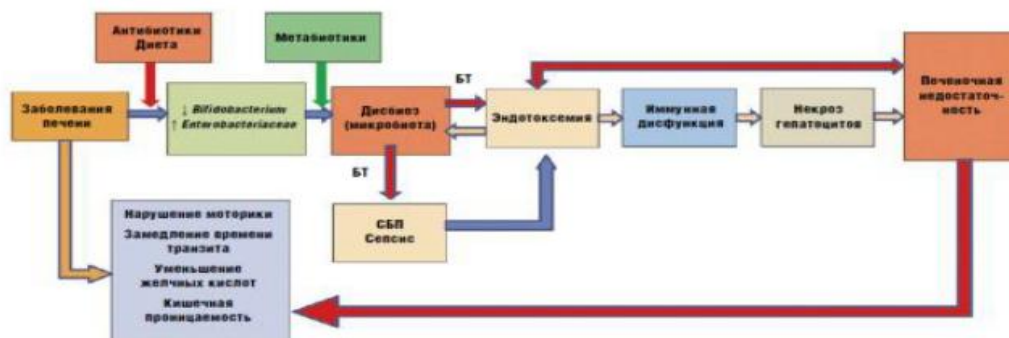 Антибиотики
Диета
Метабиотики
БТ
Заболевания
печени
↓ Bifidobacterium
↑ Enterobacteriaceae
Дисбиоз
(микробиота)
Эндотоксемия
Иммунная
дисфункция
Некроз
гепатоцитов
Печеночная
недостаточ-
ность
БТ
Нарушение моторики
Замедление времени
транзита
Уменьшение
желчных кислот
Кишечная
проницаемость
СБП
Сепсис